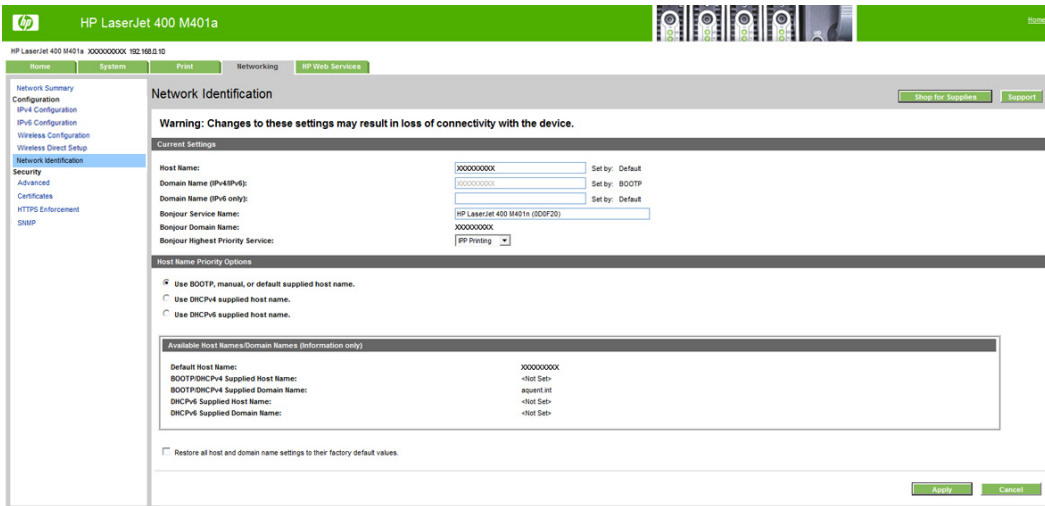 hp
HP LaserJet 400 M401a
Home
HP LaserJet 400 M401a XXXXXXXXX 192.168.0.10
Home System Print Networking HP Web Services
Network Summary
Configuration
IPv4 Configuration
IPv6 Configuration
Wireless Configuration
Wireless Direct Setup
Network Identification
Security
Advanced
Certificates
HTTPS Enforcement
SNMP
Network Identification
Shop for Supplies Support
Warning: Changes to these settings may result in loss of connectivity with the device.
Current Settings
Host Name: XXXXXXXXX Set by: Default
Domain Name (IPv4/IPv6): XXXXXXXXX Set by: BOOTP
Domain Name (IPv6 only): Set by: Default
Bonjour Service Name: HP LaserJet 400 M401n (0D0F20)
Bonjour Domain Name: XXXXXXXXX
Bonjour Highest Priority Service: IPP Printing
Host Name Priority Options
Use BOOTP, manual, or default supplied host name.
Use DHCPv4 supplied host name.
Use DHCPv6 supplied host name.
Available Host Names/Domain Names (Information only)
Default Host Name: XXXXXXXXX
BOOTP/DHCPv4 Supplied Host Name: <Not Set>
BOOTP/DHCPv4 Supplied Domain Name: aquent.int
DHCPv6 Supplied Host Name: <Not Set>
DHCPv6 Supplied Domain Name: <Not Set>
Restore all host and domain name settings to their factory default values.
Apply Cancel